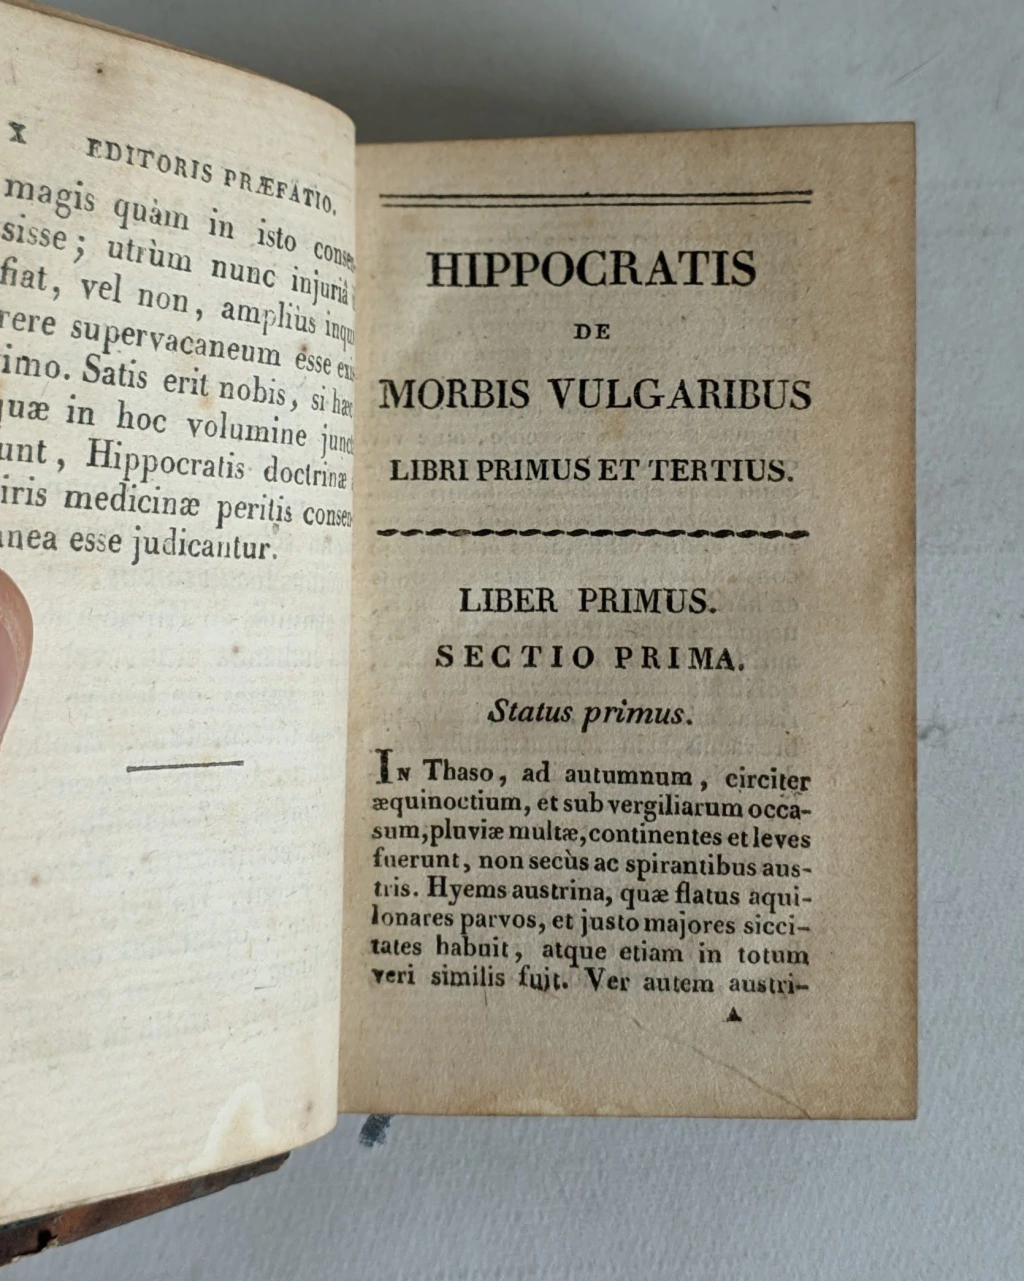 X EDITORIS PRÆFATIO.
magis quàm in isto
sisse; utrùm nunc injuriâ
fiat, vel non, ampliùs
rere supervacaneum esse
imo. Satis erit nobis, si hæc
quæ in hoc volumine
unt, Hippocratis doctrinæ
iris medicinæ peritis
anea esse judicantur.
HIPPOCRATIS
DE
MORBIS VULGARIBUS
LIBRI PRIMUS ET TERTIUS.
LIBER PRIMUS.
SECTIO PRIMA.
Status primus.
IN Thaso, ad autumnum, circiter
æquinoctium, et sub vergiliarum occa-
sum, pluviæ multæ, continentes et leves
fuerunt, non secùs ac spirantibus aus-
tris. Hyems austrina, quæ flatus aqui-
lonares parvos, et justo majores sicci-
tates habuit, atque etiam in totum
veri similis fuit. Ver autem austri-
A